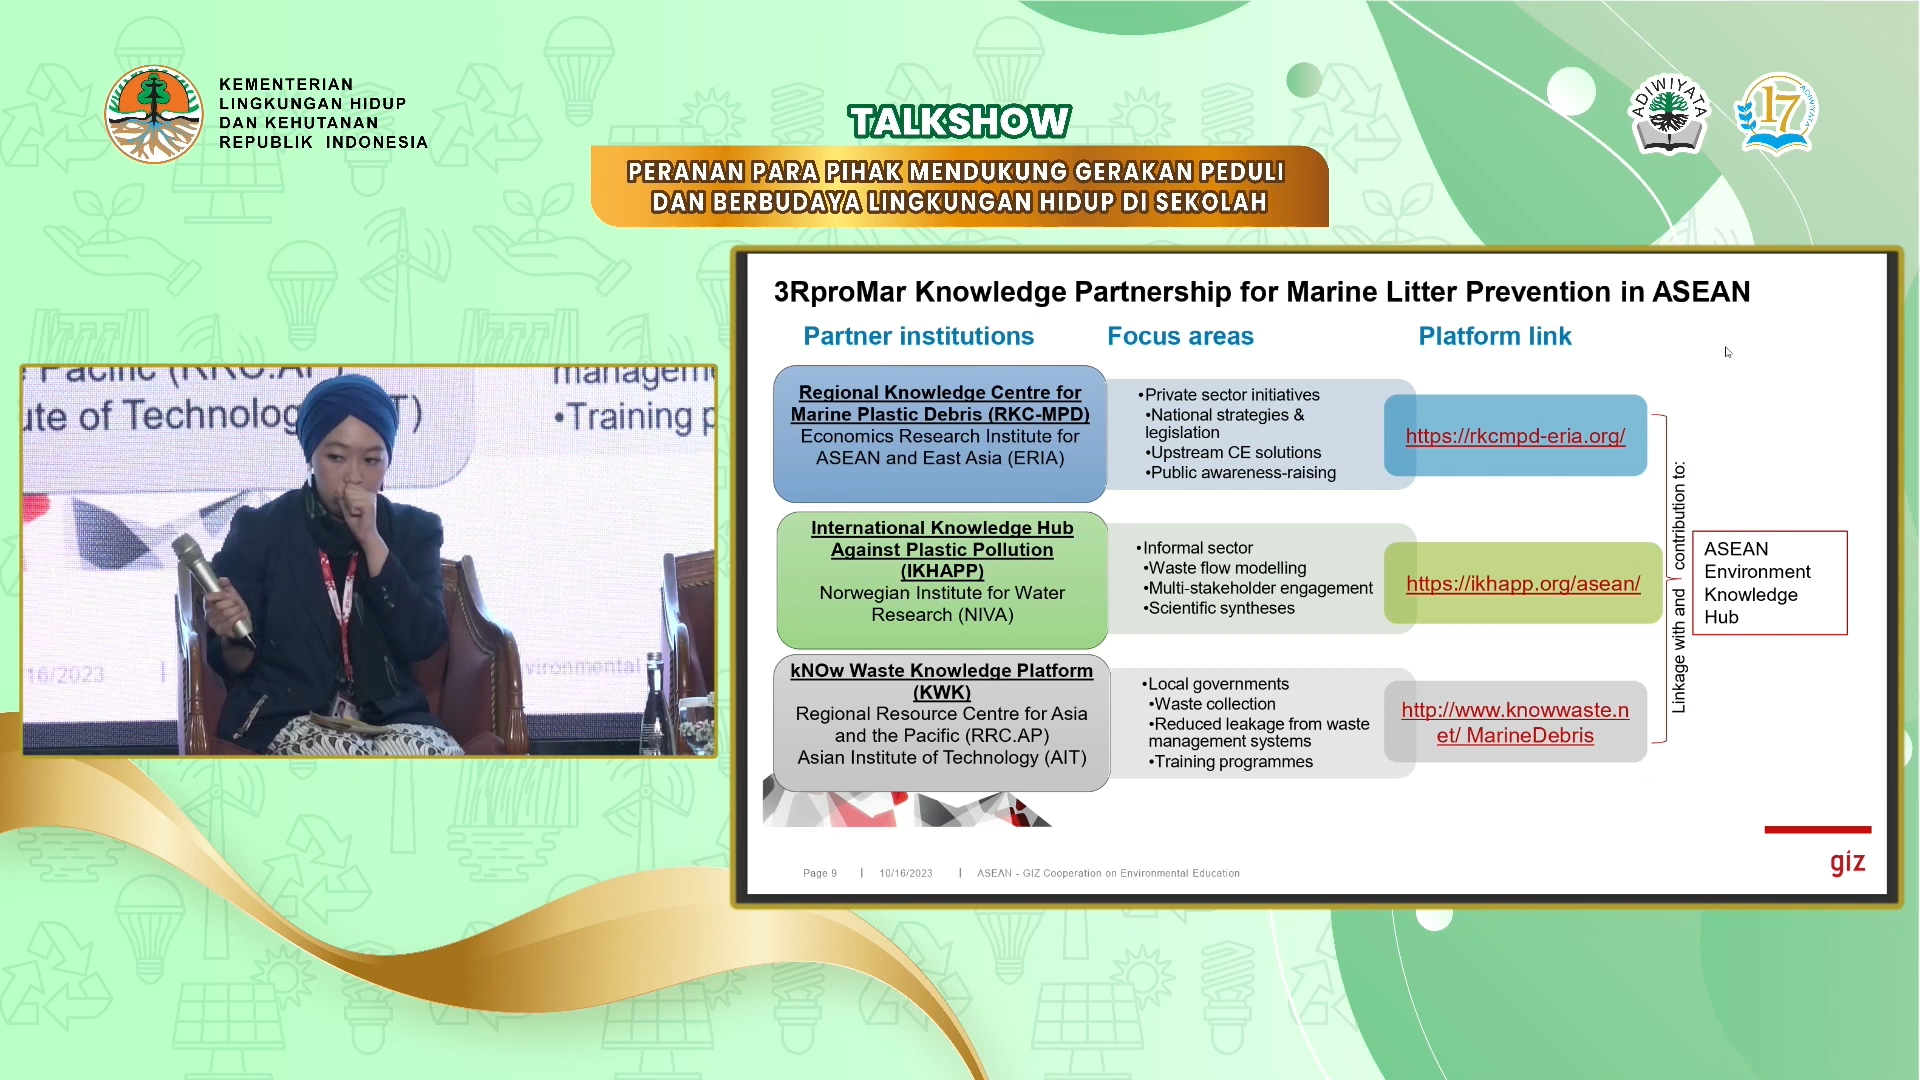 KEMENTERIAN
LINGKUNGAN HIDUP
DAN KEHUTANAN
REPUBLIK INDONESIA
TALKSHOW
PERANAN PARA PIHAK MENDUKUNG GERAKAN PEDULI
DAN BERBUDAYA LINGKUNGAN HIDUP DI SEKOLAH
ADIWIYATA
17
ADIWIYATA
Pacific (RRC.AP)
managem
ute of Technolog
T)
•Training p
16/2023
|
vironmental
3RproMar Knowledge Partnership for Marine Litter Prevention in ASEAN
Partner institutions
Focus areas
Platform link
Regional Knowledge Centre for
Marine Plastic Debris (RKC-MPD)
Economics Research Institute for
ASEAN and East Asia (ERIA)
•Private sector initiatives
•National strategies &
legislation
•Upstream CE solutions
•Public awareness-raising
https://rkcmpd-eria.org/
International Knowledge Hub
Against Plastic Pollution
(IKHAPP)
Norwegian Institute for Water
Research (NIVA)
•Informal sector
•Waste flow modelling
•Multi-stakeholder engagement
•Scientific syntheses
https://ikhapp.org/asean/
kNOw Waste Knowledge Platform
(KWK)
Regional Resource Centre for Asia
and the Pacific (RRC.AP)
Asian Institute of Technology (AIT)
•Local governments
•Waste collection
•Reduced leakage from waste
management systems
•Training programmes
http://www.knowwaste.n
et/ MarineDebris
Linkage with and contribution to:
ASEAN
Environment
Knowledge
Hub
Page 9 | 10/16/2023 | ASEAN - GIZ Cooperation on Environmental Education
giz